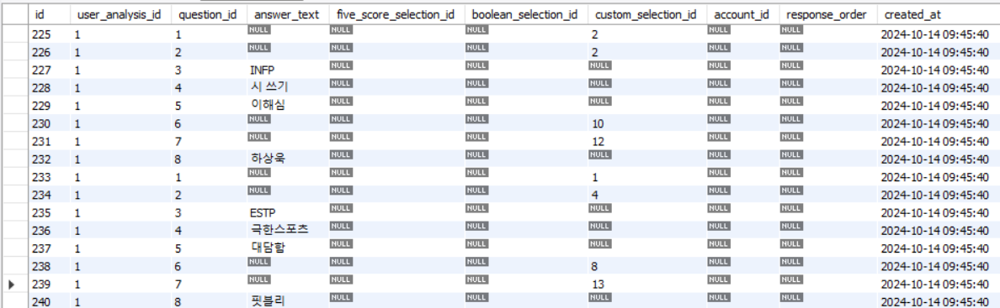 id user_analysis_id question_id answer_text five_score_selection_id boolean_selection_id custom_selection_id account_id response_order created_at
225 1 1 NULL NULL NULL 2 NULL NULL 2024-10-14 09:45:40
226 1 2 NULL NULL NULL 2 NULL NULL 2024-10-14 09:45:40
227 1 3 INFP NULL NULL NULL NULL NULL 2024-10-14 09:45:40
228 1 4 시 쓰기 NULL NULL NULL NULL NULL 2024-10-14 09:45:40
229 1 5 이해심 NULL NULL NULL NULL NULL 2024-10-14 09:45:40
230 1 6 NULL NULL NULL 10 NULL NULL 2024-10-14 09:45:40
231 1 7 NULL NULL NULL 12 NULL NULL 2024-10-14 09:45:40
232 1 8 하상욱 NULL NULL NULL NULL NULL 2024-10-14 09:45:40
233 1 1 NULL NULL NULL 1 NULL NULL 2024-10-14 09:45:40
234 1 2 NULL NULL NULL 4 NULL NULL 2024-10-14 09:45:40
235 1 3 ESTP NULL NULL NULL NULL NULL 2024-10-14 09:45:40
236 1 4 극한스포츠 NULL NULL NULL NULL NULL 2024-10-14 09:45:40
237 1 5 대담함 NULL NULL NULL NULL NULL 2024-10-14 09:45:40
238 1 6 NULL NULL NULL 8 NULL NULL 2024-10-14 09:45:40
239 1 7 NULL NULL NULL 13 NULL NULL 2024-10-14 09:45:40
240 1 8 핏블리 NULL NULL NULL NULL NULL 2024-10-14 09:45:40